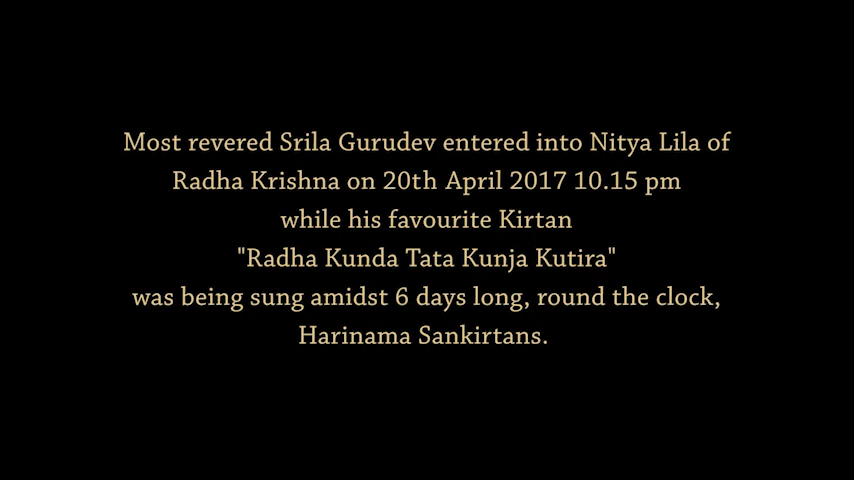 Most revered Srila Gurudev entered into Nitya Lila of
Radha Krishna on 20th April 2017 10.15 pm
while his favourite Kirtan
"Radha Kunda Tata Kunja Kutira"
was being sung amidst 6 days long, round the clock,
Harinama Sankirtans.